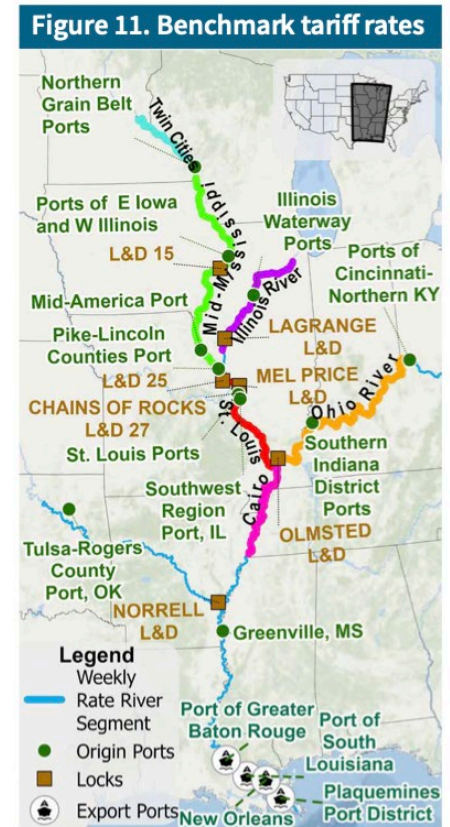 Figure 11. Benchmark tariff rates
Northern
Grain Belt
Ports
Twin Cities
Ports of E Iowa
and W Illinois
Mid-Mississippi
Illinois
Waterway
Ports
L&D 15
Ports of
Cincinnati-
Northern KY
Illinois River
Mid-America Port
LAGRANGE
L&D
Pike-Lincoln
Counties Port
L&D 25
MEL PRICE
L&D
Ohio River
CHAINS OF ROCKS
L&D 27
St. Louis
St. Louis Ports
Southern
Indiana
District
Ports
Southwest
Region
Port, IL
Cairo
OLMSTED
L&D
Tulsa-Rogers
County
Port, OK
NORRELL
L&D
Greenville, MS
Legend
Weekly
Rate River
Segment
Origin Ports
Locks
Export Ports
Port of Greater
Baton Rouge
Port of
South
Louisiana
Plaquemines
Port District
New Orleans